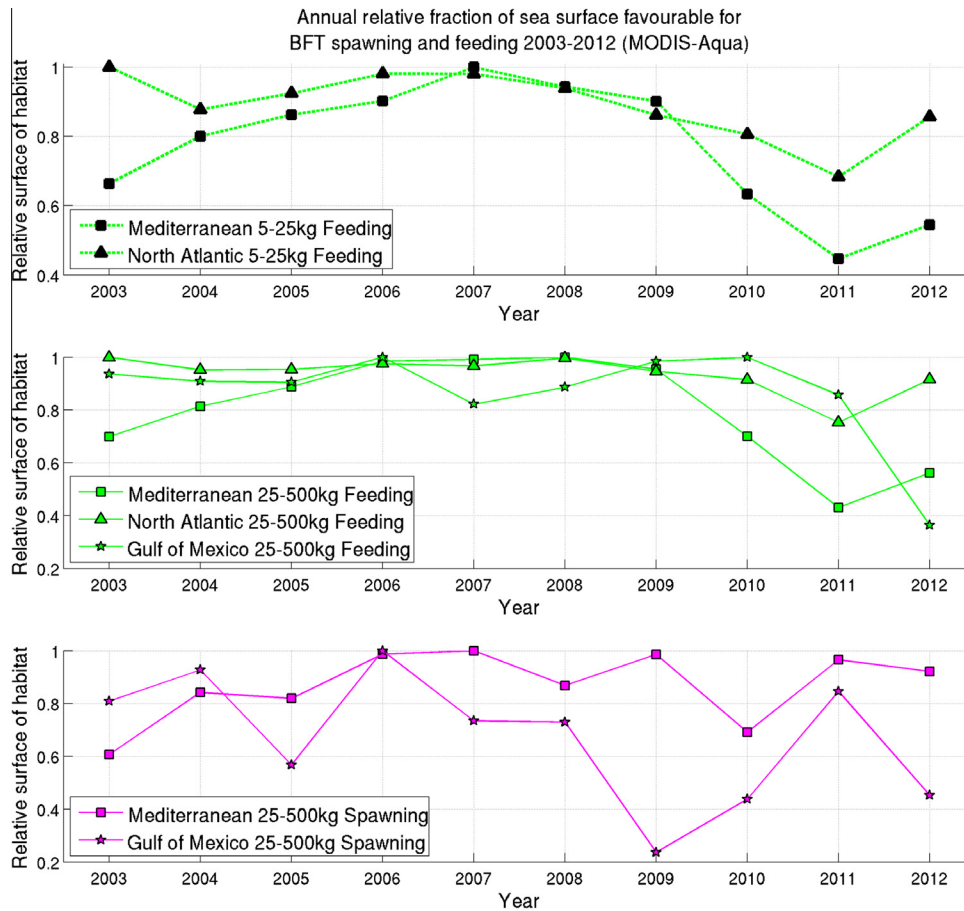 Annual relative fraction of sea surface favourable for
BFT spawning and feeding 2003-2012 (MODIS-Aqua)
Relative surface of habitat
1
0.8
0.6
0.4
Mediterranean 5-25kg Feeding
North Atlantic 5-25kg Feeding
2003 2004 2005 2006 2007 2008 2009 2010 2011 2012
Year
Relative surface of habitat
1
0.8
0.6
0.4
0.2
Mediterranean 25-500kg Feeding
North Atlantic 25-500kg Feeding
Gulf of Mexico 25-500kg Feeding
2003 2004 2005 2006 2007 2008 2009 2010 2011 2012
Year
Relative surface of habitat
1
0.8
0.6
0.4
0.2
Mediterranean 25-500kg Spawning
Gulf of Mexico 25-500kg Spawning
2003 2004 2005 2006 2007 2008 2009 2010 2011 2012
Year